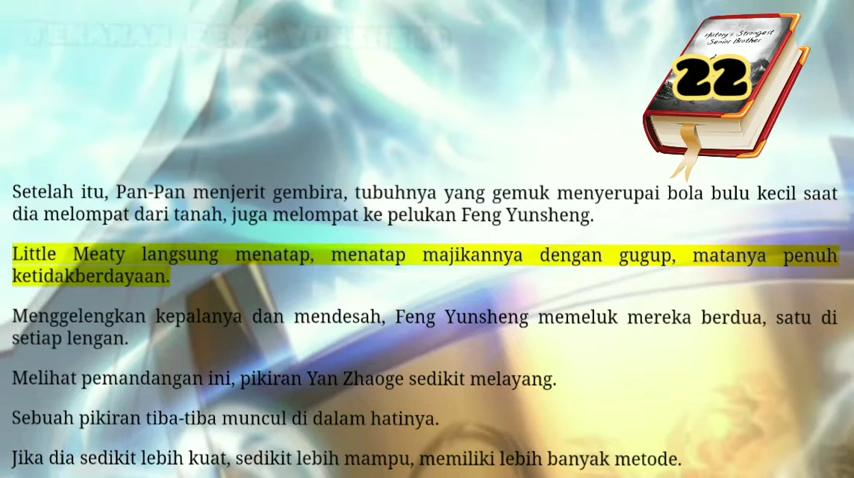 TEKANAN FENG YUNSHENG
History's Strongest
Senior Brother
22
Setelah itu, Pan-Pan menjerit gembira, tubuhnya yang gemuk menyerupai bola bulu kecil saat
dia melompat dari tanah, juga melompat ke pelukan Feng Yunsheng.
Little Meaty langsung menatap, menatap majikannya dengan gugup, matanya penuh
ketidakberdayaan.
Menggelengkan kepalanya dan mendesah, Feng Yunsheng memeluk mereka berdua, satu di
setiap lengan.
Melihat pemandangan ini, pikiran Yan Zhaoge sedikit melayang.
Sebuah pikiran tiba-tiba muncul di dalam hatinya.
Jika dia sedikit lebih kuat, sedikit lebih mampu, memiliki lebih banyak metode.